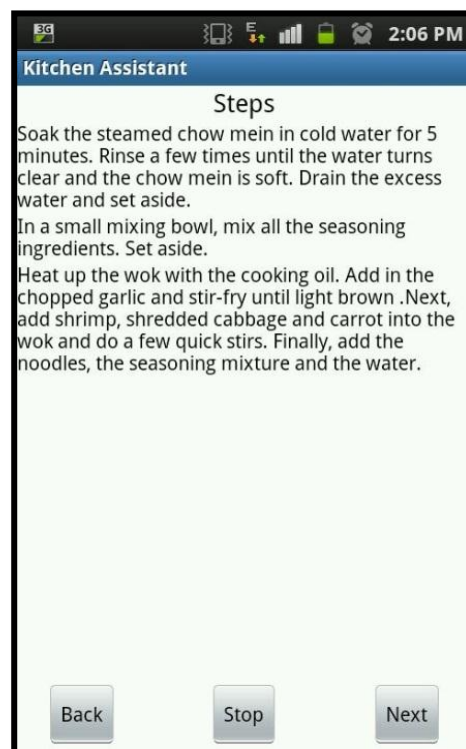 3G
E
2:06 PM
Kitchen Assistant
Steps
Soak the steamed chow mein in cold water for 5
minutes. Rinse a few times until the water turns
clear and the chow mein is soft. Drain the excess
water and set aside.
In a small mixing bowl, mix all the seasoning
ingredients. Set aside.
Heat up the wok with the cooking oil. Add in the
chopped garlic and stir-fry until light brown .Next,
add shrimp, shredded cabbage and carrot into the
wok and do a few quick stirs. Finally, add the
noodles, the seasoning mixture and the water.
Back
Stop
Next